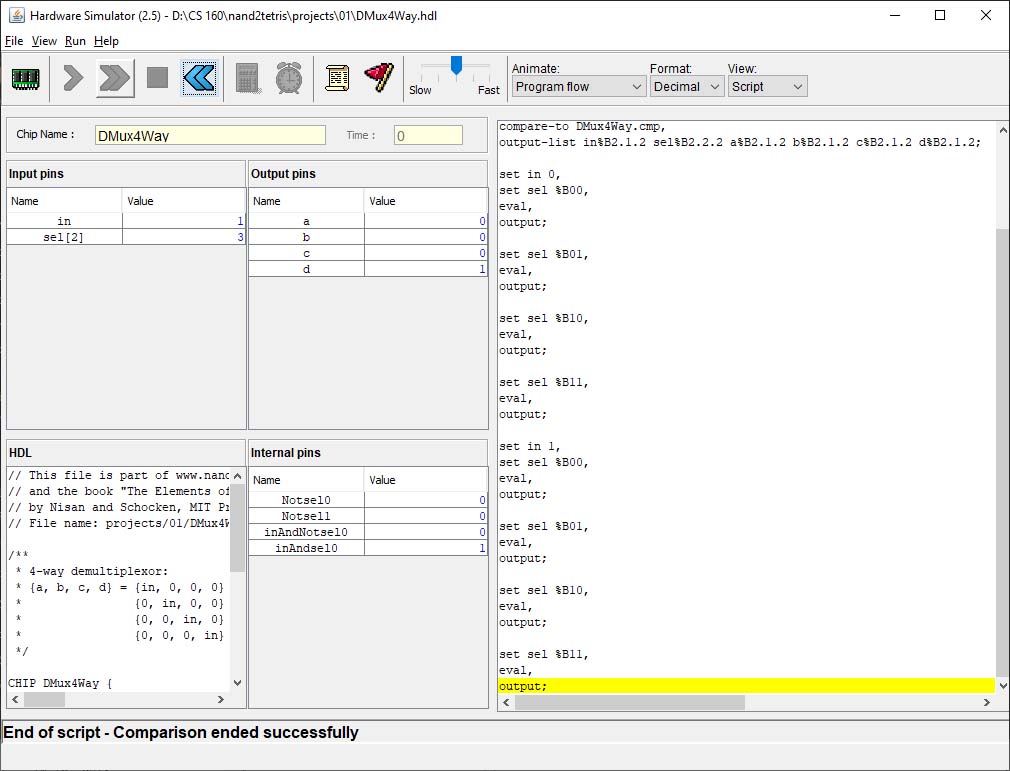 Hardware Simulator (2.5) - D:\CS 160\nand2tetris\projects\01\DMux4Way.hdl
File View Run Help
Slow Fast
Animate: Format: View:
Program flow Decimal Script
Chip Name : DMux4Way Time : 0
Input pins
Name Value
in 1
sel[2] 3
Output pins
Name Value
a 0
b 0
c 0
d 1
HDL
// This file is part of www.nand
// and the book "The Elements of
// by Nisan and Schocken, MIT Pr
// File name: projects/01/DMux4W
/**
* 4-way demultiplexor:
* {a, b, c, d} = {in, 0, 0, 0}
* {0, in, 0, 0}
* {0, 0, in, 0}
* {0, 0, 0, in}
*/
CHIP DMux4Way {
Internal pins
Name Value
Notsel0 0
Notsel1 0
inAndNotsel0 0
inAndsel0 1
compare-to DMux4Way.cmp,
output-list in%B2.1.2 sel%B2.2.2 a%B2.1.2 b%B2.1.2 c%B2.1.2 d%B2.1.2;
set in 0,
set sel %B00,
eval,
output;
set sel %B01,
eval,
output;
set sel %B10,
eval,
output;
set sel %B11,
eval,
output;
set in 1,
set sel %B00,
eval,
output;
set sel %B01,
eval,
output;
set sel %B10,
eval,
output;
set sel %B11,
eval,
output;
End of script - Comparison ended successfully